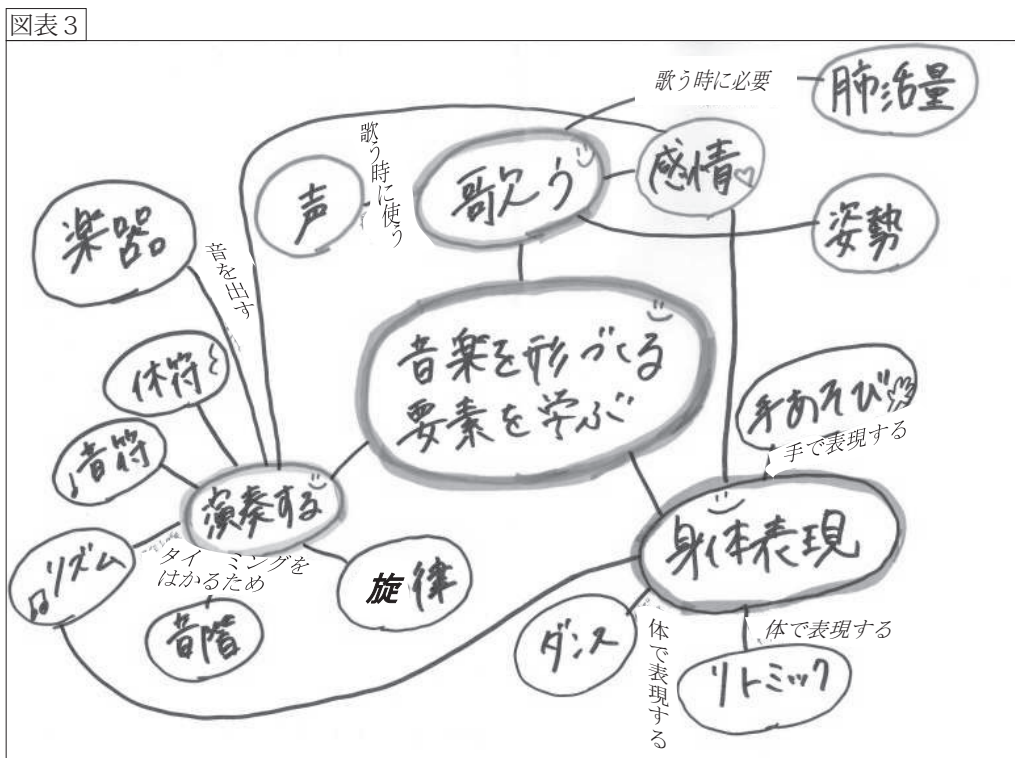 図表３
歌う時に必要
肺活量
歌う時に使う
声
歌う
感情
姿勢
楽器
音を出す
音楽を形づくる
要素を学ぶ
休符
手あそび
手で表現する
音符
演奏する
身体表現
リズム
タイミングを
はかるため
旋律
音階
ダンス
体で表現する
体で表現する
リトミック